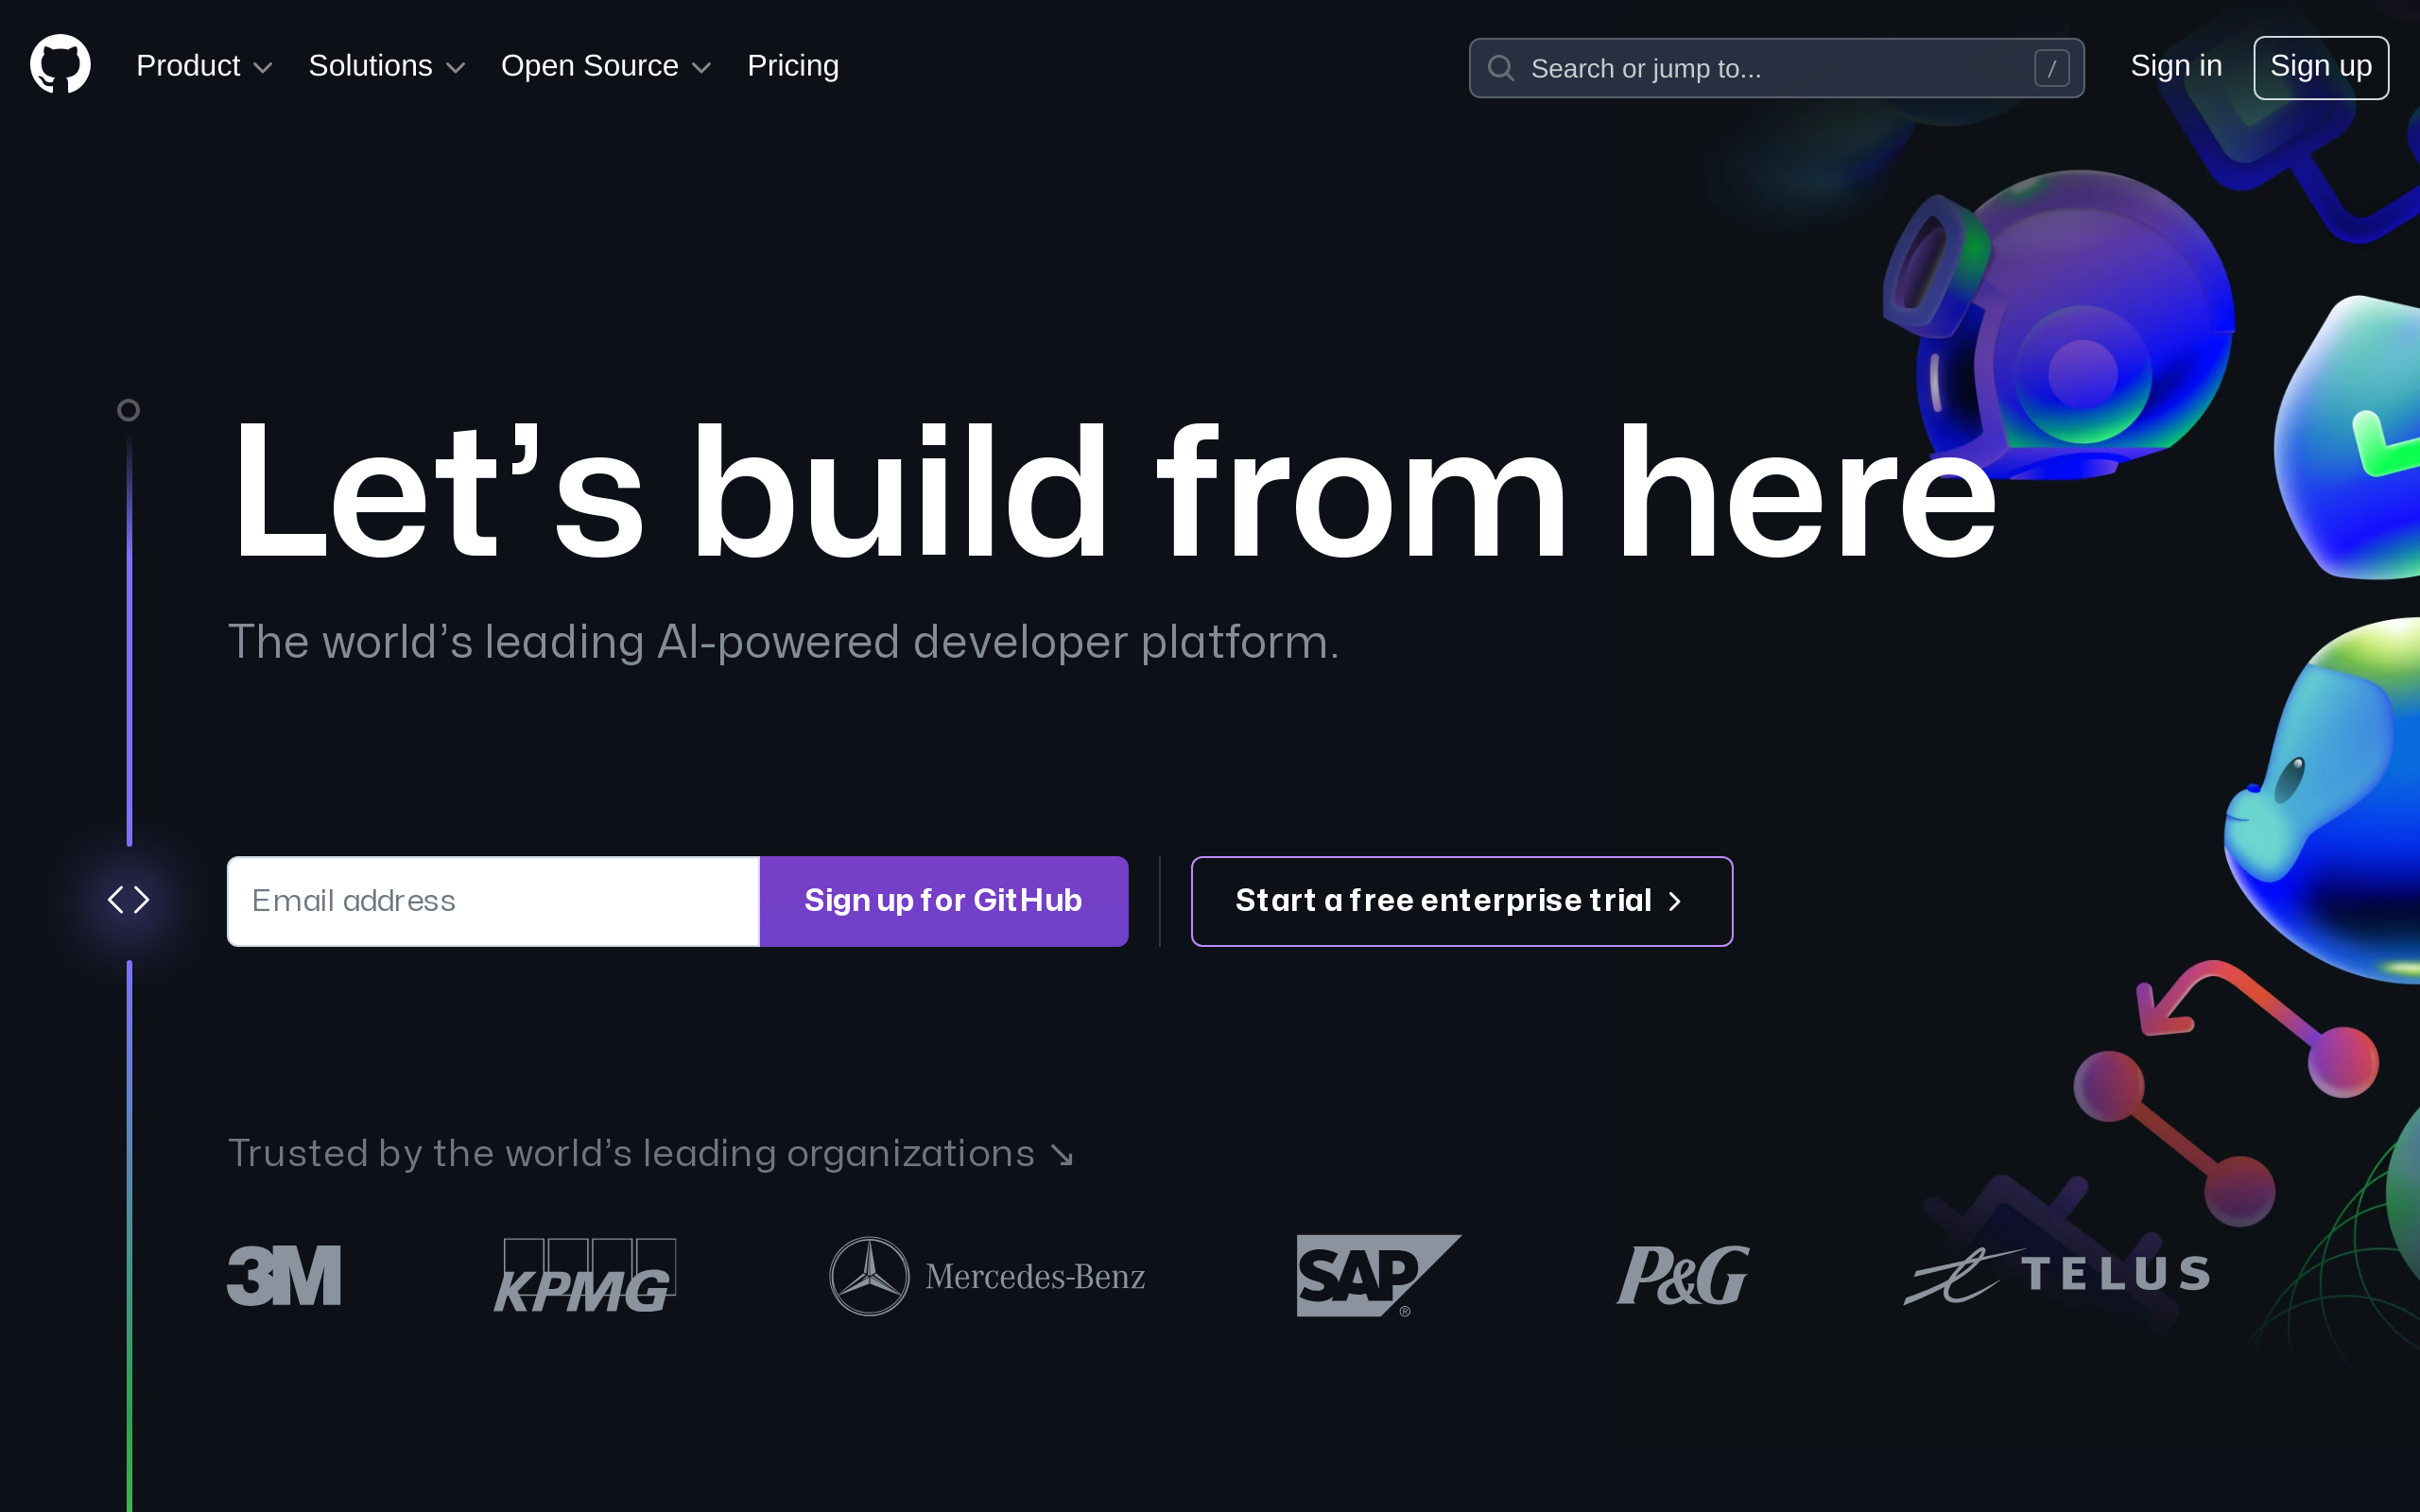 Product Solutions Open Source Pricing Search or jump to... / Sign in Sign up
Let’s build from here
The world’s leading AI-powered developer platform.
Email address Sign up for GitHub Start a free enterprise trial
Trusted by the world’s leading organizations ↘
3M KPMG Mercedes-Benz SAP ® P&G TELUS